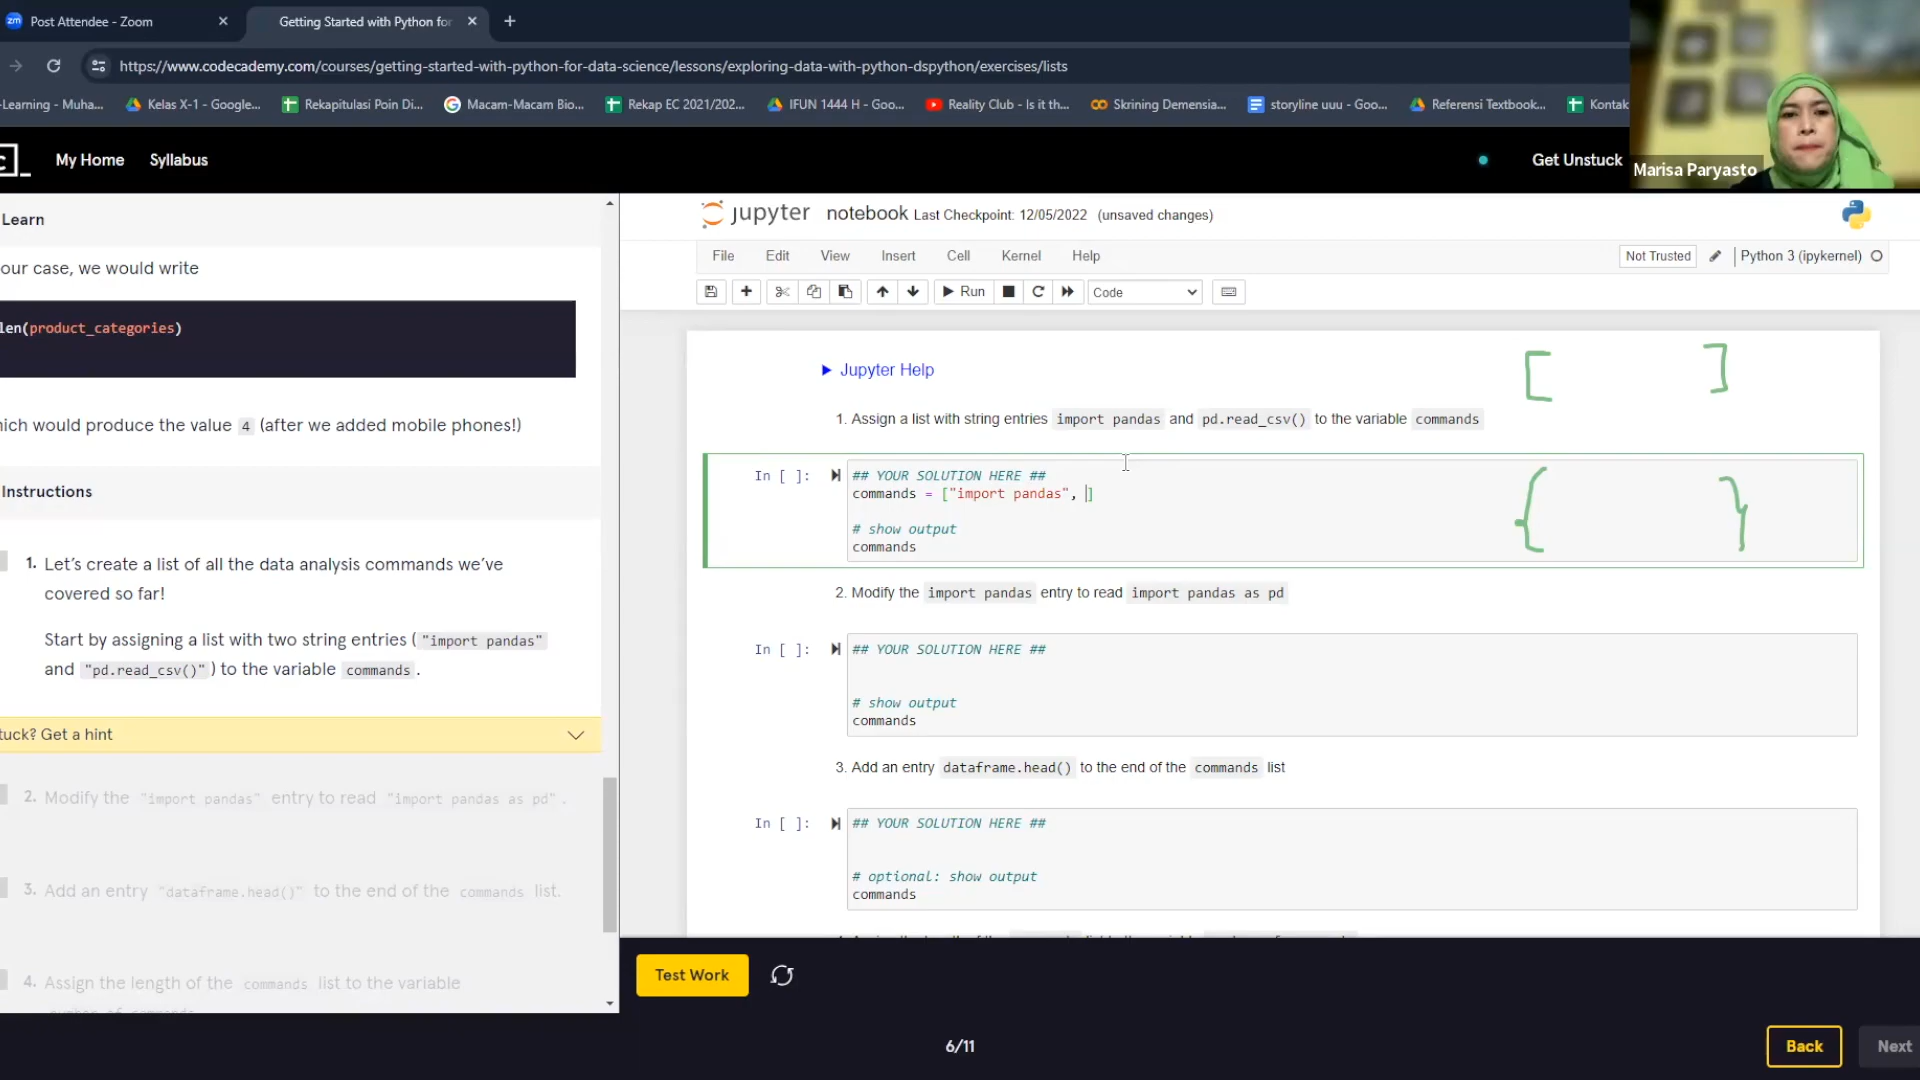 zm Post Attendee - Zoom
Getting Started with Python for
https://www.codecademy.com/courses/getting-started-with-python-for-data-science/lessons/exploring-data-with-python-dspython/exercises/lists
-Learning - Muha...
Kelas X-1 - Google...
Rekapitulasi Poin Di...
Macam-Macam Bio...
Rekap EC 2021/202...
IFUN 1444 H - Goo...
Reality Club - Is it th...
Skrining Demensia...
storyline uuu - Goo...
Referensi Textbook...
Kontak
Marisa Paryasto
My Home
Syllabus
Get Unstuck
Learn
our case, we would write
len(product_categories)
which would produce the value 4 (after we added mobile phones!)
Instructions
1. Let's create a list of all the data analysis commands we've
covered so far!
Start by assigning a list with two string entries ( "import pandas"
and "pd.read_csv()" ) to the variable commands .
tuck? Get a hint
2. Modify the "import pandas" entry to read "import pandas as pd" .
3. Add an entry "dataframe.head()" to the end of the commands list.
4. Assign the length of the commands list to the variable
jupyter notebook Last Checkpoint: 12/05/2022 (unsaved changes)
File Edit View Insert Cell Kernel Help
Not Trusted
Python 3 (ipykernel)
Run
Code
Jupyter Help
[ ]
1. Assign a list with string entries import pandas and pd.read_csv() to the variable commands
In [ ]:
## YOUR SOLUTION HERE ##
commands = ["import pandas", ]
# show output
commands
{ }
2. Modify the import pandas entry to read import pandas as pd
In [ ]:
## YOUR SOLUTION HERE ##
# show output
commands
3. Add an entry dataframe.head() to the end of the commands list
In [ ]:
## YOUR SOLUTION HERE ##
# optional: show output
commands
Test Work
6/11
Back
Next